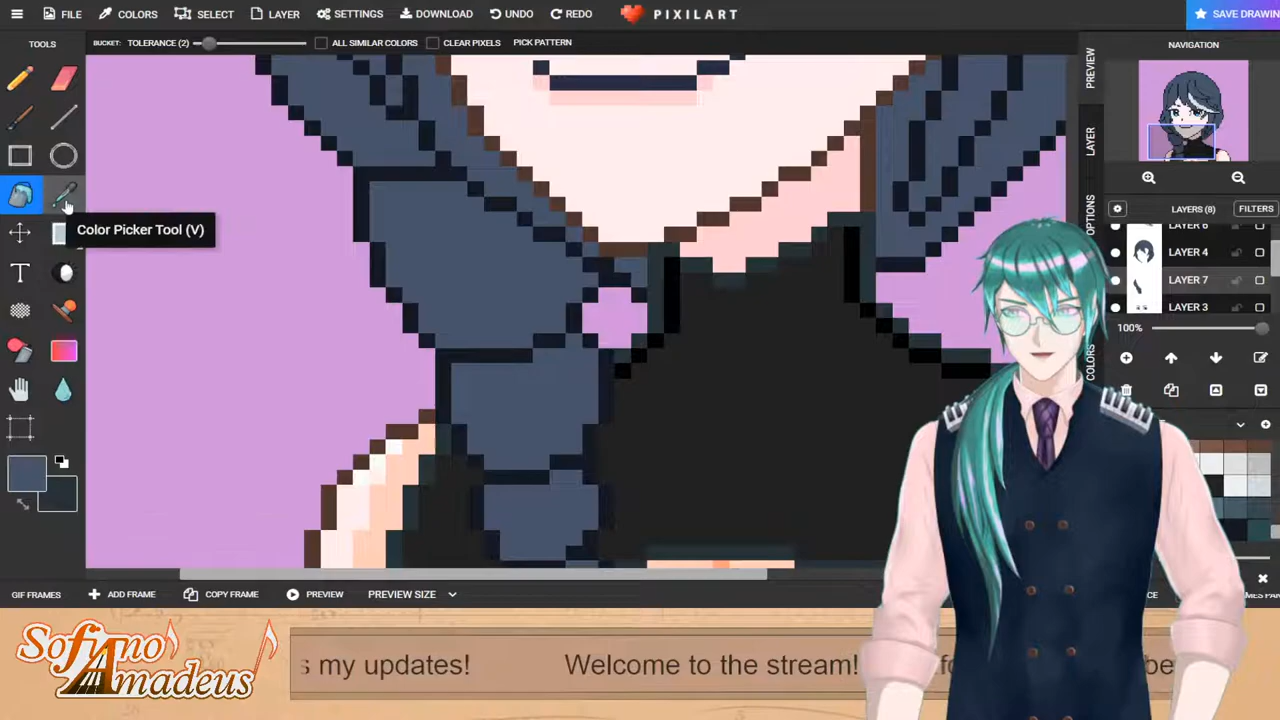 FILE COLORS SELECT LAYER SETTINGS DOWNLOAD UNDO REDO PIXILART SAVE DRAWIN
TOOLS BUCKET: TOLERANCE (2) ALL SIMILAR COLORS CLEAR PIXELS PICK PATTERN NAVIGATION
PREVIEW
LAYER
OPTIONS
COLORS
LAYERS (8) FILTERS
LAYER 6
LAYER 4
LAYER 7
LAYER 3
100%
Color Picker Tool (V)
T
GIF FRAMES ADD FRAME COPY FRAME PREVIEW PREVIEW SIZE
Sofiano
Amadeus
s my updates! Welcome to the stream!